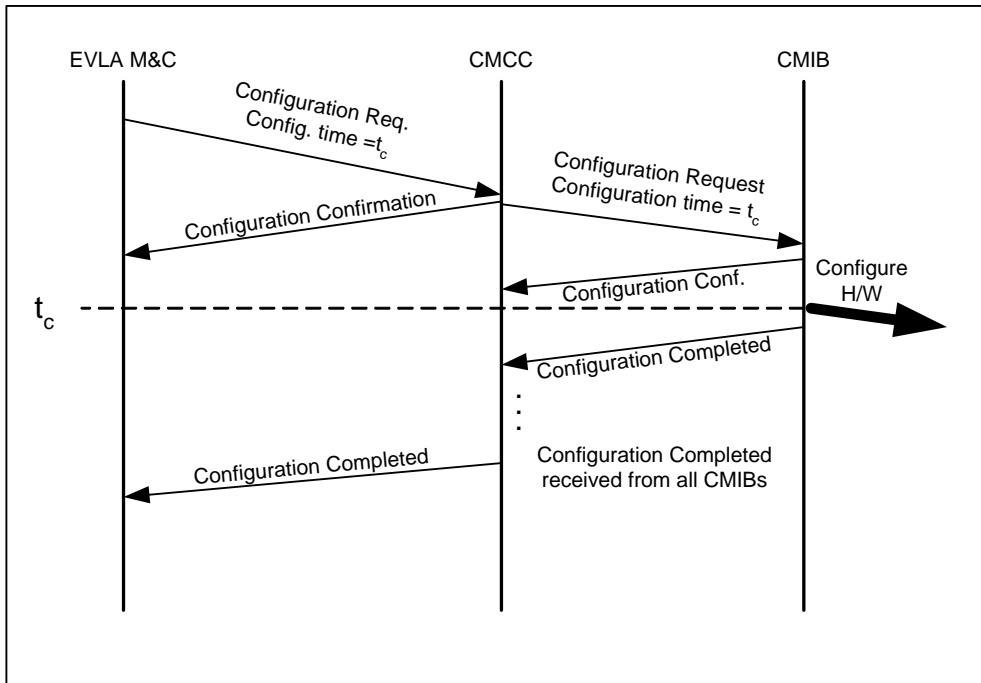 EVLA M&C
CMCC
CMIB
Configuration Req.
Config. time =tc
Configuration Request
Configuration time = tc
Configuration Confirmation
Configuration Conf.
Configure
H/W
tc
Configuration Completed
Configuration Completed
Configuration Completed
received from all CMIBs